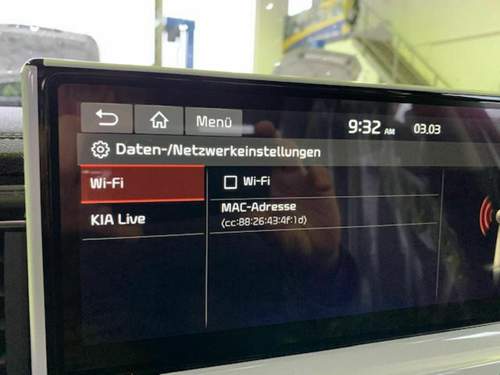 Menü
9:32 AM
03.03
Daten-/Netzwerkeinstellungen
Wi-Fi
Wi-Fi
MAC-Adresse
(cc:88:26:43:4f:1d)
KIA Live